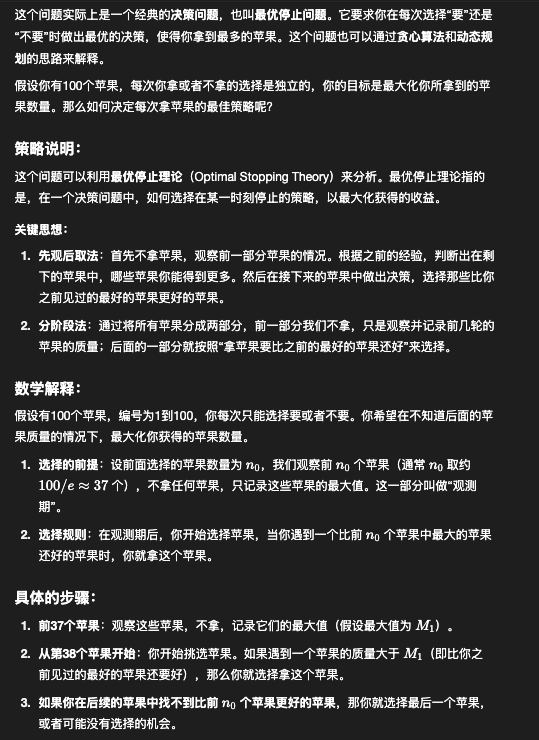 这个问题实际上是一个经典的决策问题，也叫最优停止问题。它要求你在每次选择“要”还是
“不要”时做出最优的决策，使得你拿到最多的苹果。这个问题也可以通过贪心算法和动态规
划的思路来解释。
假设你有100个苹果，每次你拿或者不拿的选择是独立的，你的目标是最大化你所拿到的苹
果数量。那么如何决定每次拿苹果的最佳策略呢？
策略说明：
这个问题可以利用最优停止理论（Optimal Stopping Theory）来分析。最优停止理论指的
是，在一个决策问题中，如何选择在某一时刻停止的策略，以最大化获得的收益。
关键思想：
1. 先观后取法：首先不拿苹果，观察前一部分苹果的情况。根据之前的经验，判断出在剩
下的苹果中，哪些苹果你能得到更多。然后在接下来的苹果中做出决策，选择那些比你
之前见过的最好的苹果更好的苹果。
2. 分阶段法：通过将所有苹果分成两部分，前一部分我们不拿，只是观察并记录前几轮的
苹果的质量；后面的一部分就按照“拿苹果要比之前的最好的苹果还好”来选择。
数学解释：
假设有100个苹果，编号为1到100，你每次只能选择要或者不要。你希望在不知道后面的苹
果质量的情况下，最大化你获得的苹果数量。
1. 选择的前提：设前面选择的苹果数量为 n₀，我们观察前 n₀ 个苹果（通常 n₀ 取约
100/e ≈ 37 个），不拿任何苹果，只记录这些苹果的最大值。这一部分叫做“观测
期”。
2. 选择规则：在观测期后，你开始选择苹果，当你遇到一个比前 n₀ 个苹果中最大的苹果
还好的苹果时，你就拿这个苹果。
具体的步骤：
1. 前37个苹果：观察这些苹果，不拿，记录它们的最大值（假设最大值为 M₁）。
2. 从第38个苹果开始：你开始挑选苹果。如果遇到一个苹果的质量大于 M₁（即比你之
前见过的最好的苹果还要好），那么你就选择拿这个苹果。
3. 如果你在后续的苹果中找不到比前 n₀ 个苹果更好的苹果，那你就选择最后一个苹果，
或者可能没有选择的机会。